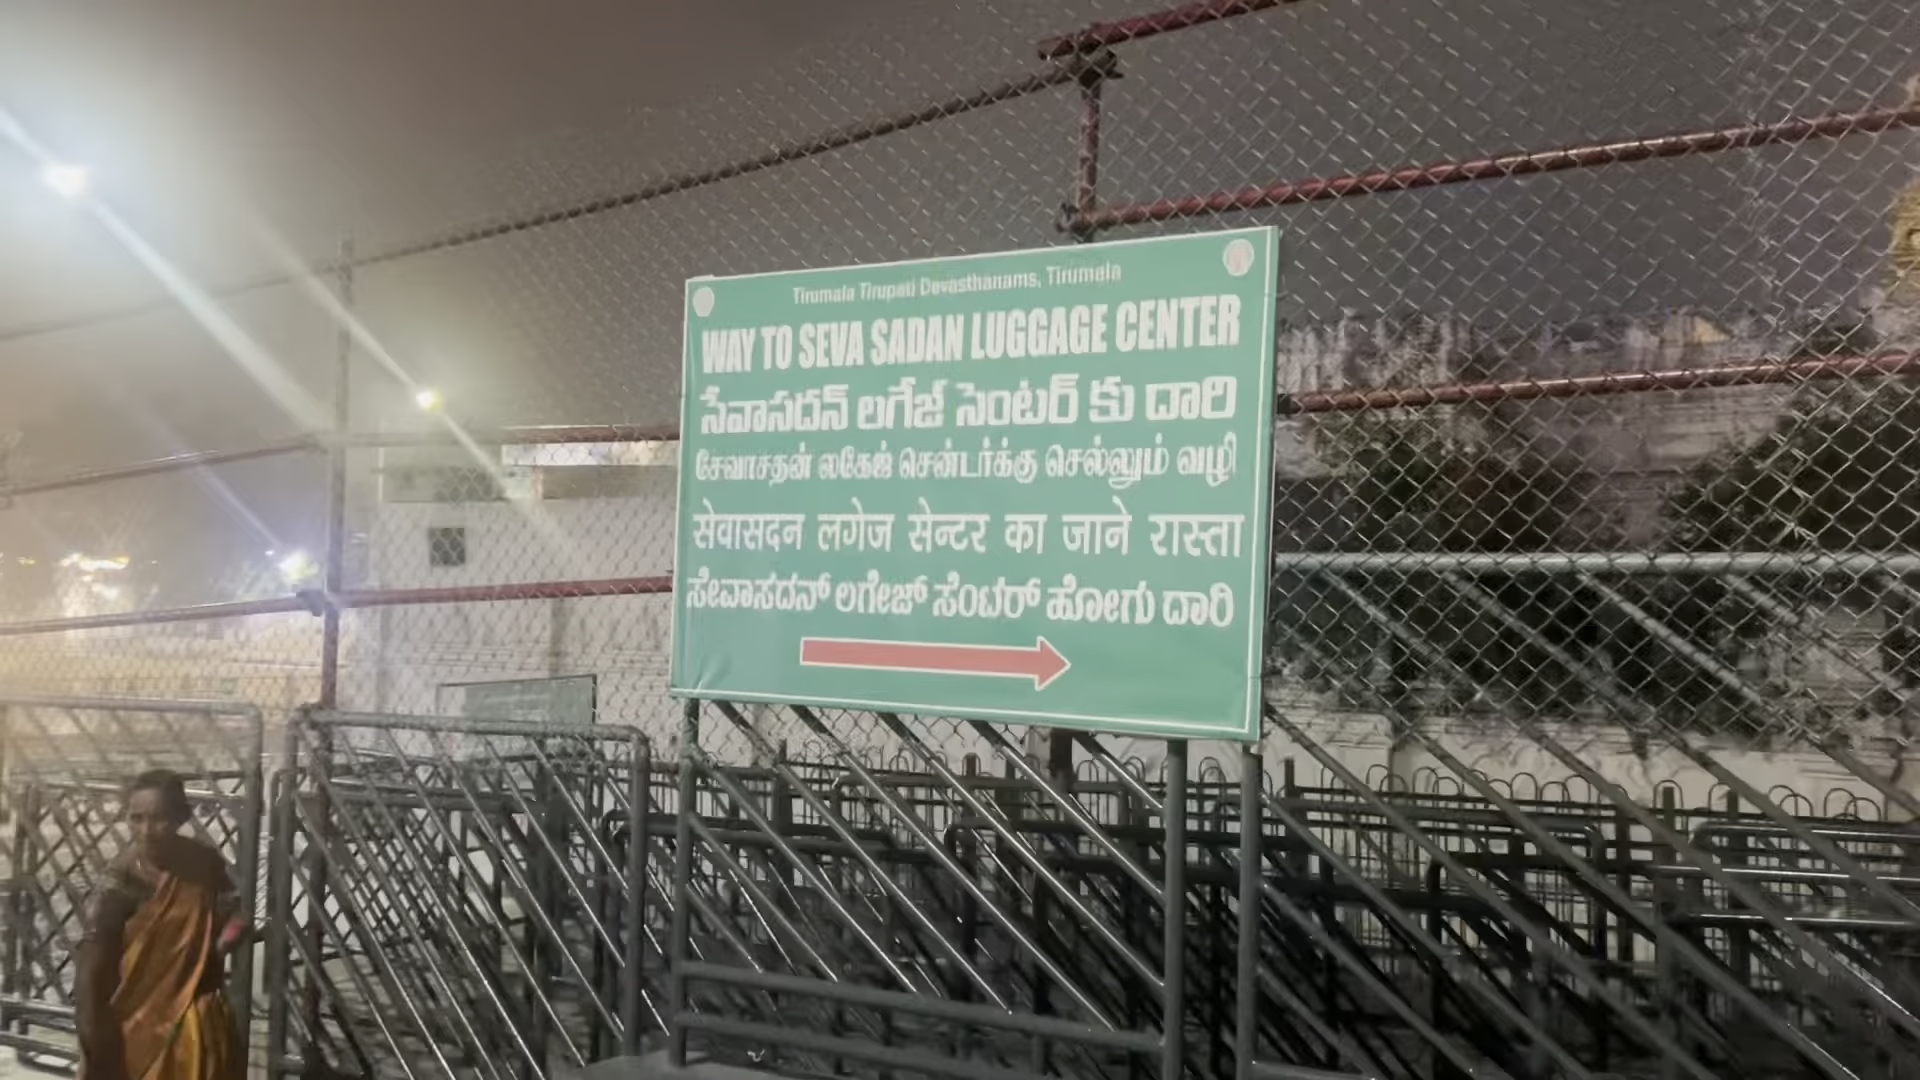 Tirumala Tirupati Devasthanams, Tirumala
WAY TO SEVA SADAN LUGGAGE CENTER
సేవాసదన్ లగేజ్ సెంటర్ కు దారి
சேவாசதன் லகேஜ் சென்டர்க்கு செல்லும் வழி
सेवासदन लगेज सेन्टर का जाने रास्ता
ಸೇವಾಸದನ್ ಲಗೇಜ್ ಸೆಂಟರ್ ಹೋಗು ದಾರಿ